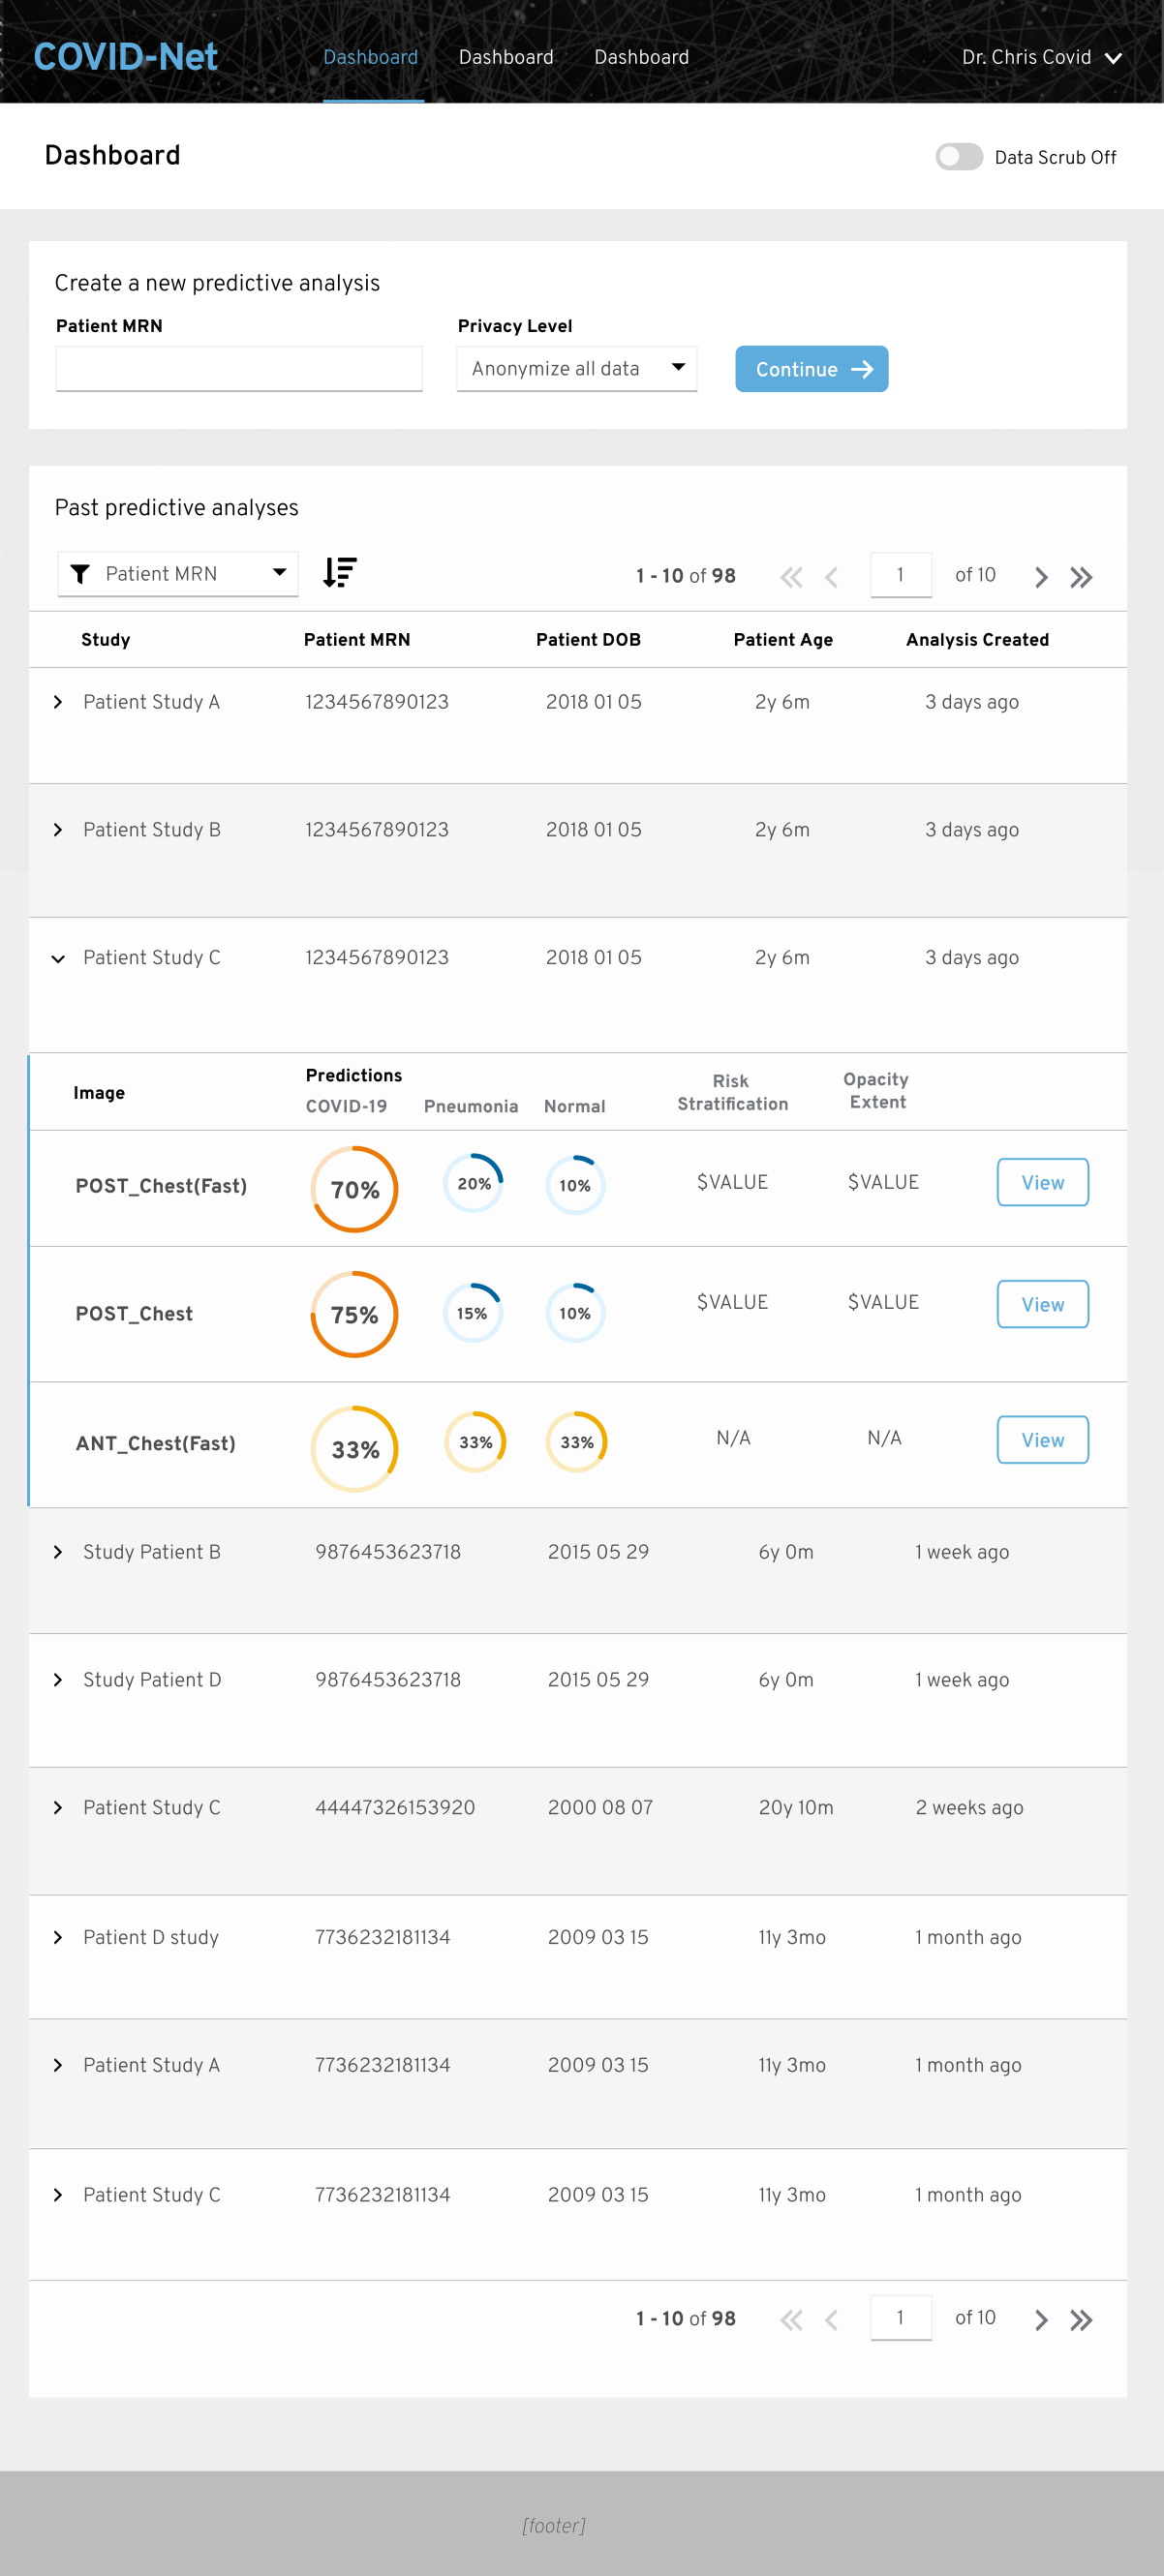 COVID-Net Dashboard Dashboard Dashboard Dr. Chris Covid
Dashboard Data Scrub Off
Create a new predictive analysis
Patient MRN Privacy Level
Anonymize all data Continue
Past predictive analyses
Patient MRN 1 - 10 of 98 1 of 10
Study Patient MRN Patient DOB Patient Age Analysis Created
Patient Study A 1234567890123 2018 01 05 2y 6m 3 days ago
Patient Study B 1234567890123 2018 01 05 2y 6m 3 days ago
Patient Study C 1234567890123 2018 01 05 2y 6m 3 days ago
Image Predictions Risk Stratification Opacity Extent
COVID-19 Pneumonia Normal
POST_Chest(Fast) 70% 20% 10% $VALUE $VALUE View
POST_Chest 75% 15% 10% $VALUE $VALUE View
ANT_Chest(Fast) 33% 33% 33% N/A N/A View
Study Patient B 9876453623718 2015 05 29 6y 0m 1 week ago
Study Patient D 9876453623718 2015 05 29 6y 0m 1 week ago
Patient Study C 44447326153920 2000 08 07 20y 10m 2 weeks ago
Patient D study 7736232181134 2009 03 15 11y 3mo 1 month ago
Patient Study A 7736232181134 2009 03 15 11y 3mo 1 month ago
Patient Study C 7736232181134 2009 03 15 11y 3mo 1 month ago
1 - 10 of 98 1 of 10
[footer]